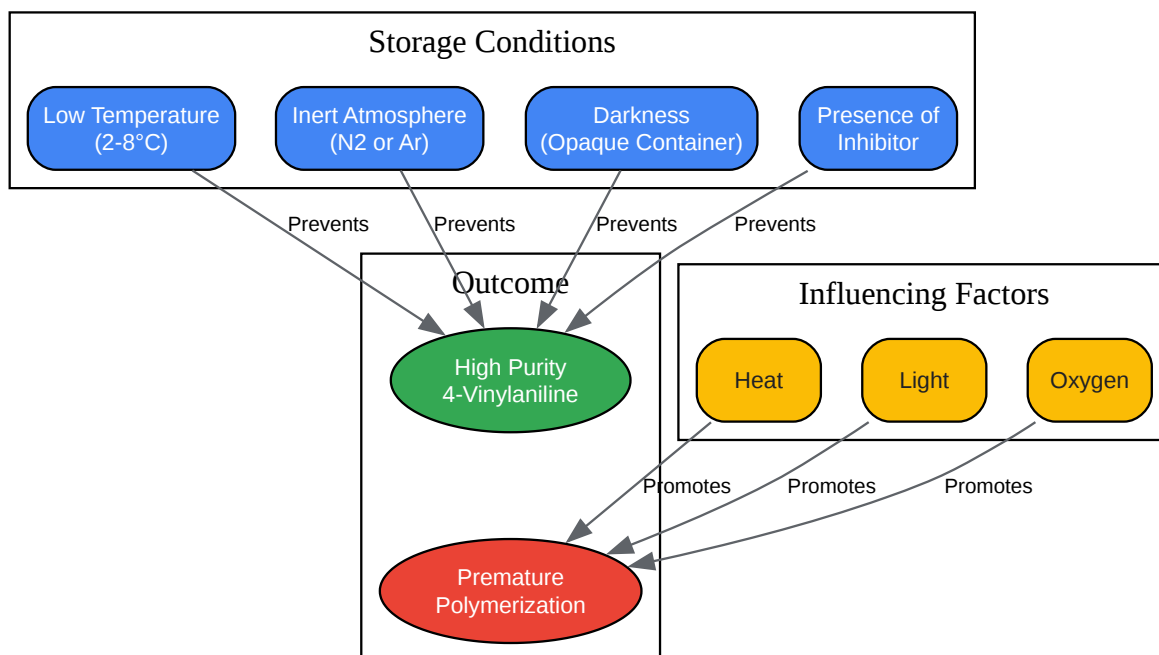 Storage Conditions
Low Temperature
(2-8°C)
Inert Atmosphere
(N2 or Ar)
Darkness
(Opaque Container)
Presence of
Inhibitor
Prevents
Prevents
Prevents
Prevents
Outcome
High Purity
4-Vinylaniline
Influencing Factors
Heat
Light
Oxygen
Promotes
Promotes
Promotes
Premature
Polymerization